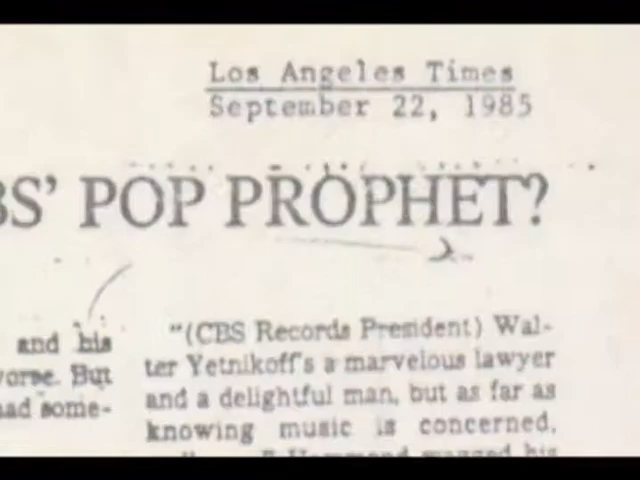 Los Angeles Times
September 22, 1985
BS' POP PROPHET?
and his
vorse. But
had some-
"(CBS Records President) Wal-
ter Yetnikoff's a marvelous lawyer
and a delightful man, but as far as
knowing music is concerned,